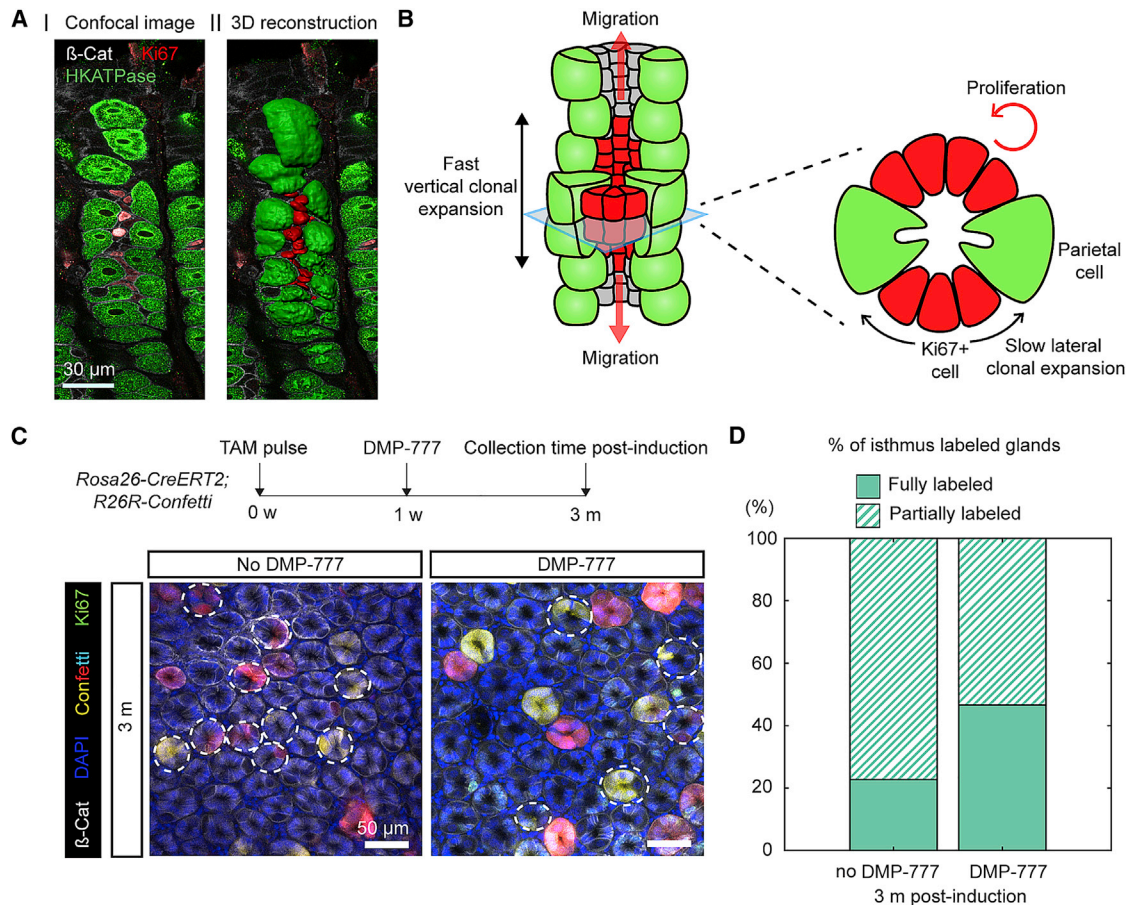 A
I Confocal image
II 3D reconstruction
ß-Cat Ki67
HKATPase
30 µm
B
Migration
Fast
vertical clonal
expansion
Migration
Proliferation
Parietal
cell
Ki67+
cell
Slow lateral
clonal expansion
C
TAM pulse
DMP-777
Collection time post-induction
Rosa26-CreERT2;
R26R-Confetti
0 w
1 w
3 m
No DMP-777
DMP-777
ß-Cat DAPI Confetti Ki67
3 m
50 µm
D
% of isthmus labeled glands
Fully labeled
Partially labeled
(%)
100
80
60
40
20
0
no DMP-777
DMP-777
3 m post-induction